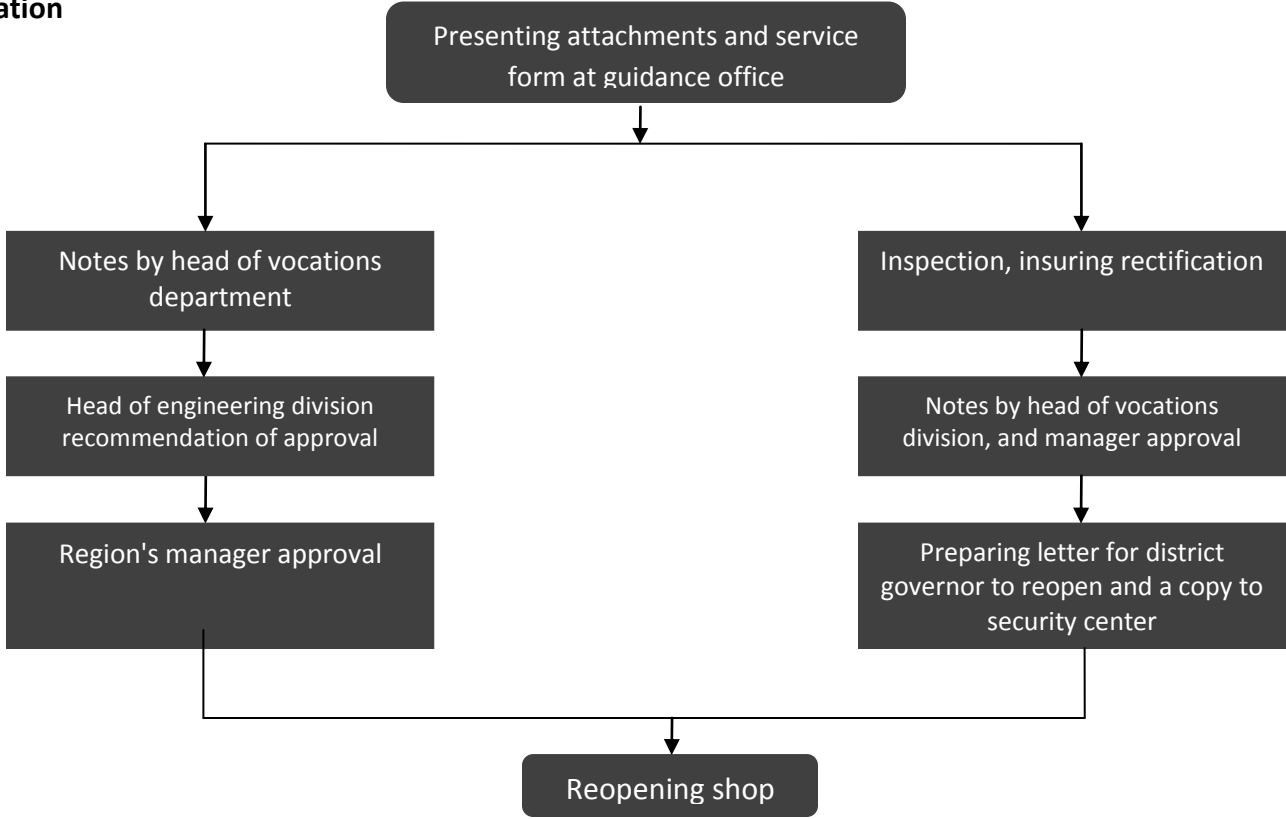 ation
Presenting attachments and service
form at guidance office
Notes by head of vocations
department
Head of engineering division
recommendation of approval
Region's manager approval
Inspection, insuring rectification
Notes by head of vocations
division, and manager approval
Preparing letter for district
governor to reopen and a copy to
security center
Reopening shop